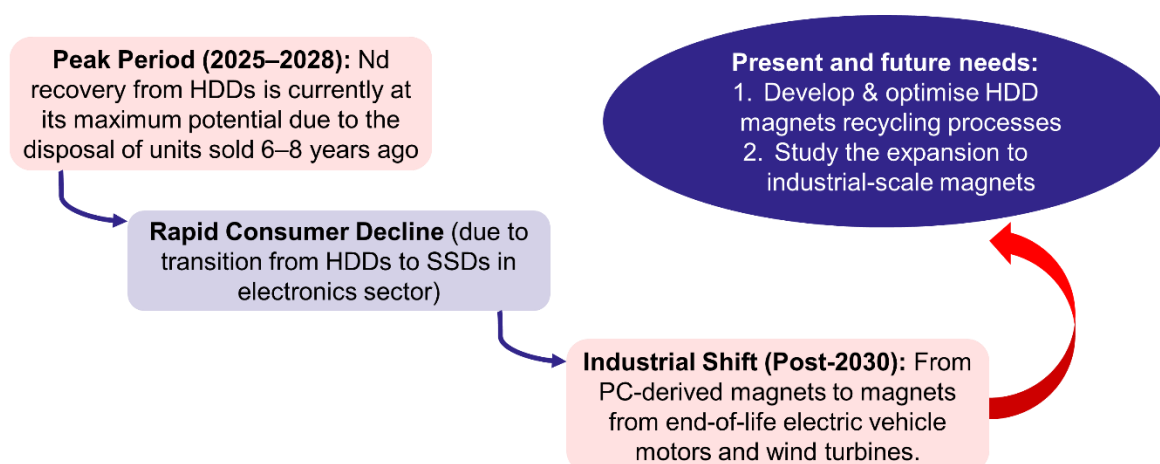 Peak Period (2025–2028): Nd
recovery from HDDs is currently at
its maximum potential due to the
disposal of units sold 6–8 years ago
Present and future needs:
1. Develop & optimise HDD
magnets recycling processes
2. Study the expansion to
industrial-scale magnets
Rapid Consumer Decline (due to
transition from HDDs to SSDs in
electronics sector)
Industrial Shift (Post-2030): From
PC-derived magnets to magnets
from end-of-life electric vehicle
motors and wind turbines.